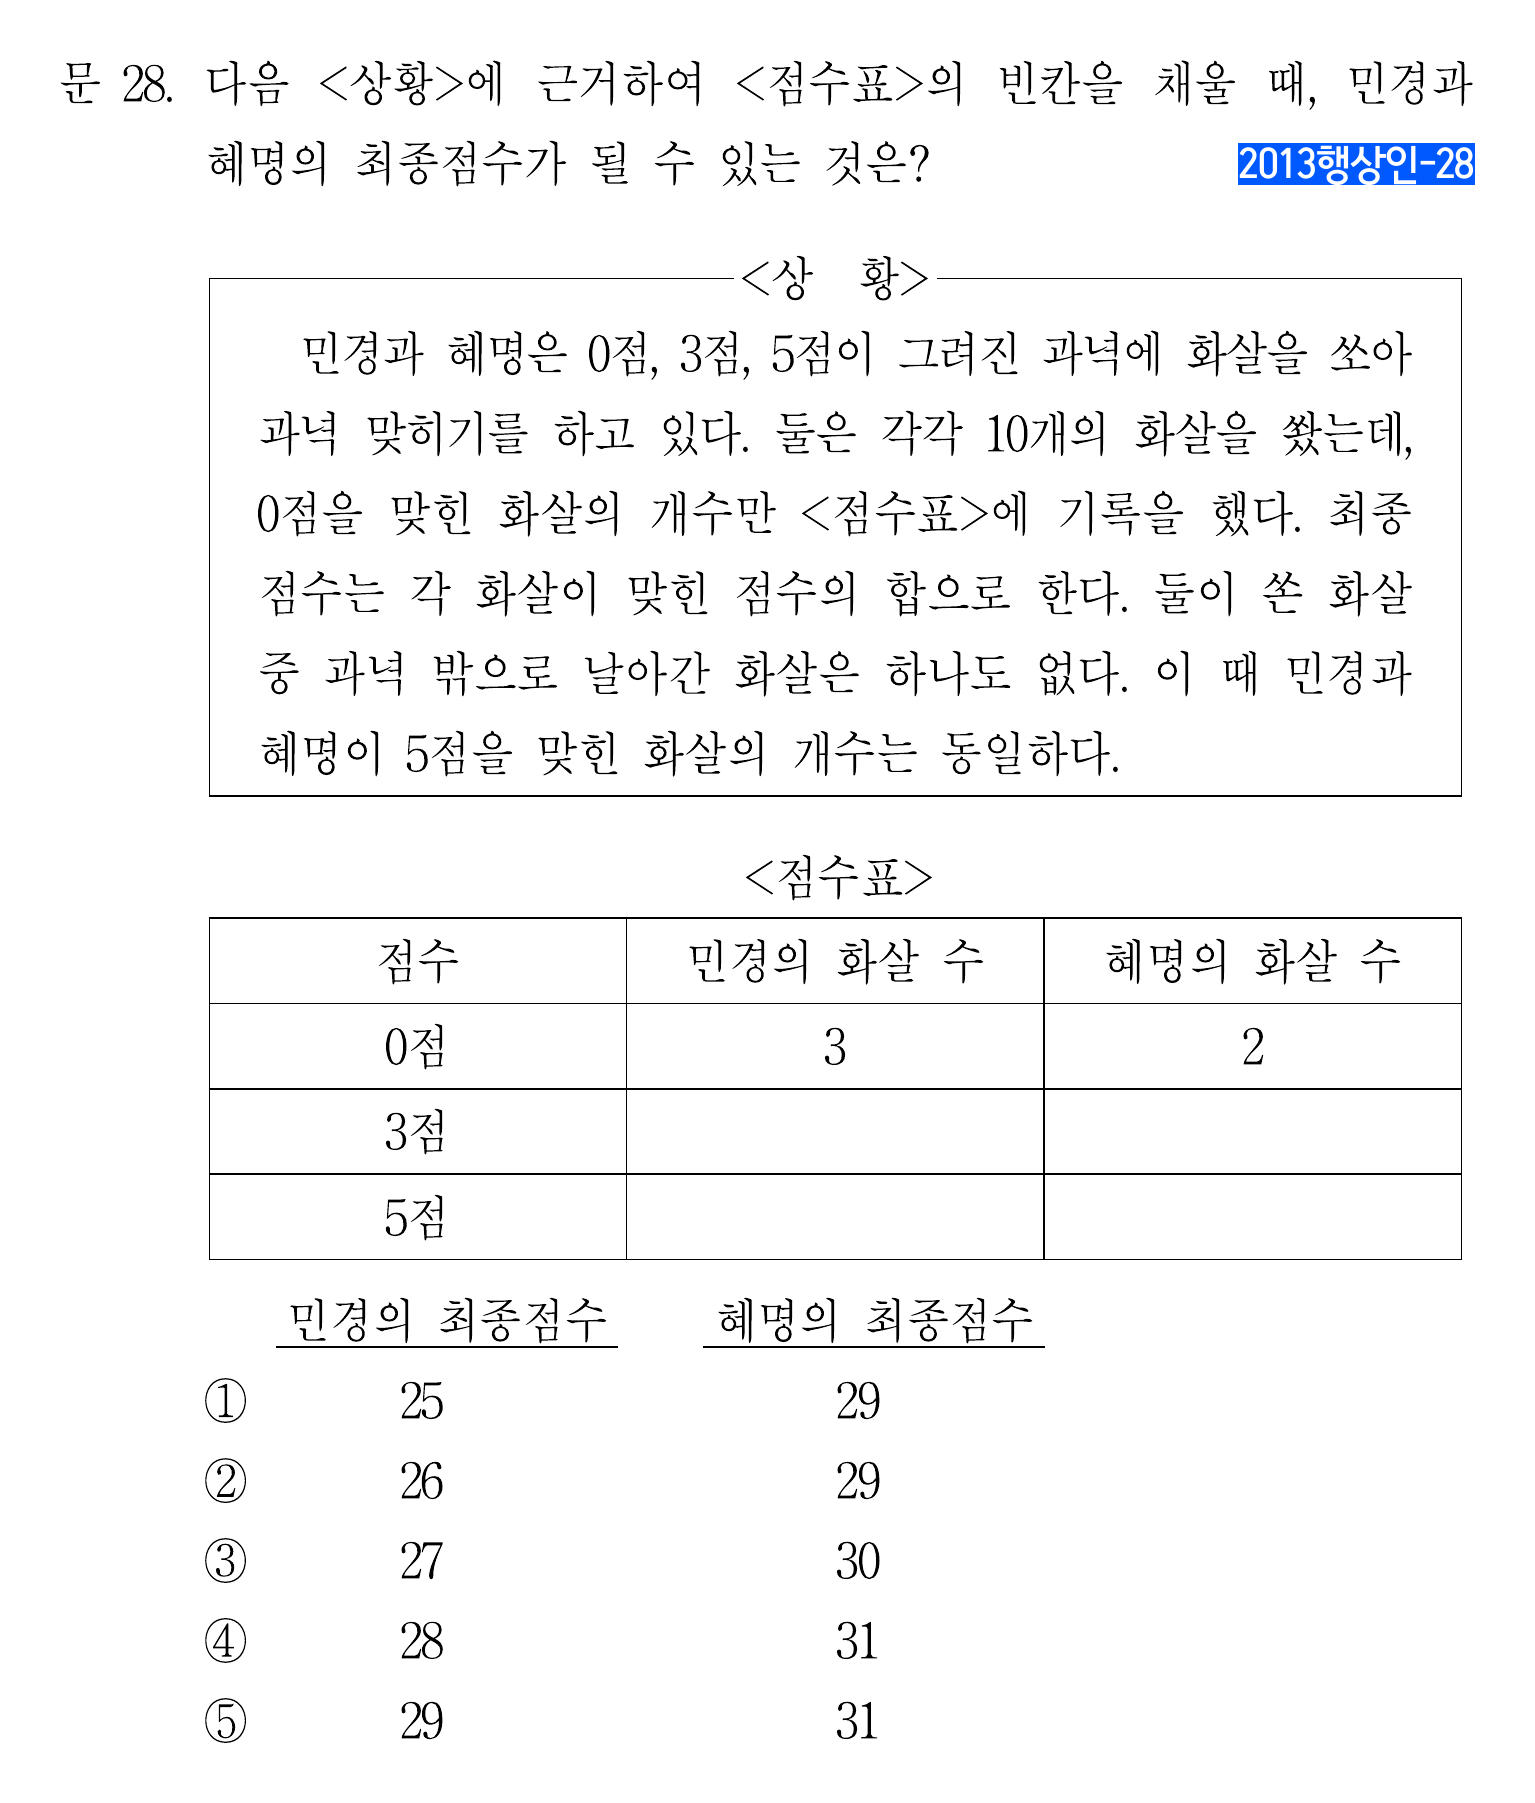 문 28. 다음 <상황>에 근거하여 <점수표>의 빈칸을 채울 때, 민경과
혜명의 최종점수가 될 수 있는 것은?
2013행상인-28
<상 황>
민경과 혜명은 0점, 3점, 5점이 그려진 과녁에 화살을 쏘아
과녁 맞히기를 하고 있다. 둘은 각각 10개의 화살을 쐈는데,
0점을 맞힌 화살의 개수만 <점수표>에 기록을 했다. 최종
점수는 각 화살이 맞힌 점수의 합으로 한다. 둘이 쏜 화살
중 과녁 밖으로 날아간 화살은 하나도 없다. 이 때 민경과
혜명이 5점을 맞힌 화살의 개수는 동일하다.
<점수표>
점수 민경의 화살 수 혜명의 화살 수
0점 3 2
3점
5점
민경의 최종점수 혜명의 최종점수
① 25 29
② 26 29
③ 27 30
④ 28 31
⑤ 29 31